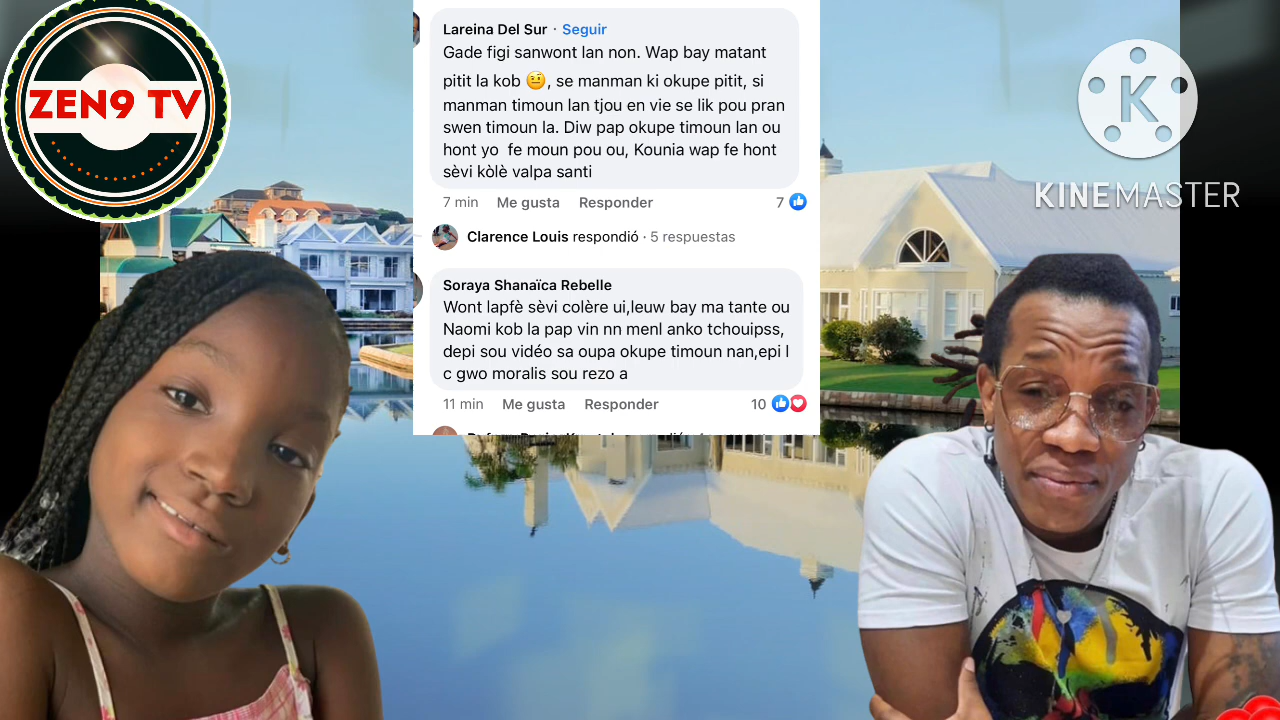 ZEN9 TV
Lareina Del Sur · Seguir
Gade figi sanwont lan non. Wap bay matant
pitit la kob 🤨, se manman ki okupe pitit, si
manman timoun lan tjou en vie se lik pou pran
swen timoun la. Diw pap okupe timoun lan ou
hont yo fe moun pou ou, Kounia wap fe hont
sèvi kòlè valpa santi
7 min Me gusta Responder 7
Clarence Louis respondió · 5 respuestas
Soraya Shanaïca Rebelle
Wont lapfè sèvi colère ui,leuw bay ma tante ou
Naomi kob la pap vin nn menl anko tchouipss,
depi sou vidéo sa oupa okupe timoun nan,epi l
c gwo moralis sou rezo a
11 min Me gusta Responder 10
K
KINEMASTER